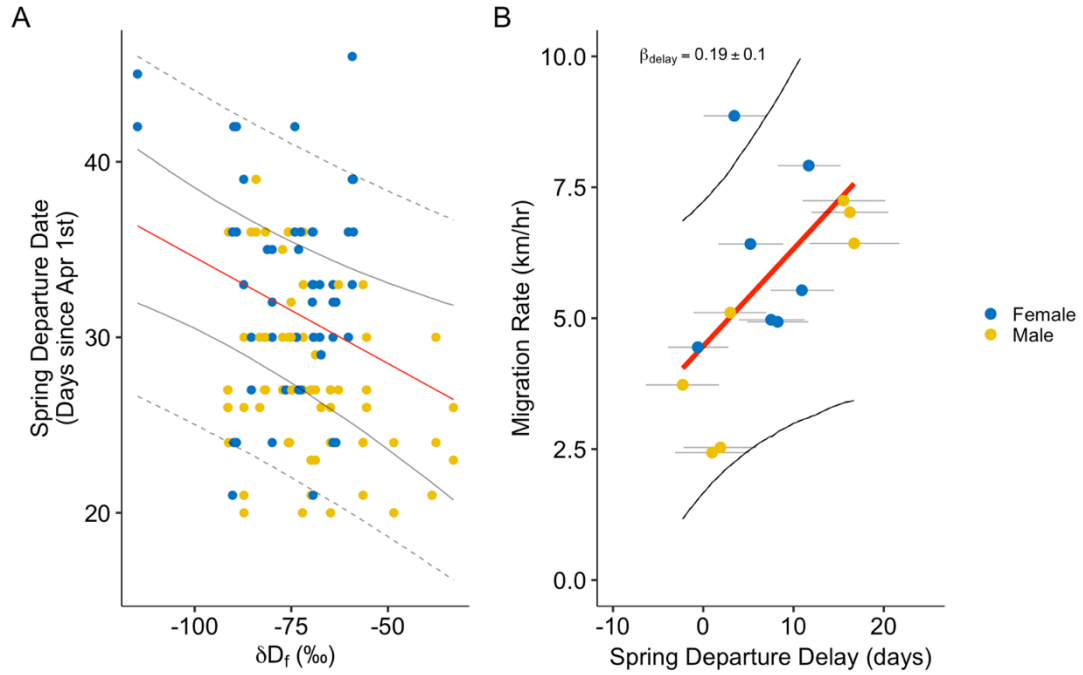 A
Spring Departure Date
(Days since Apr 1st)
40
30
20
-100
-75
-50
δD_f (‰)
B
β_delay = 0.19 ± 0.1
Migration Rate (km/hr)
10.0
7.5
5.0
2.5
0.0
-10
0
10
20
Spring Departure Delay (days)
Female
Male